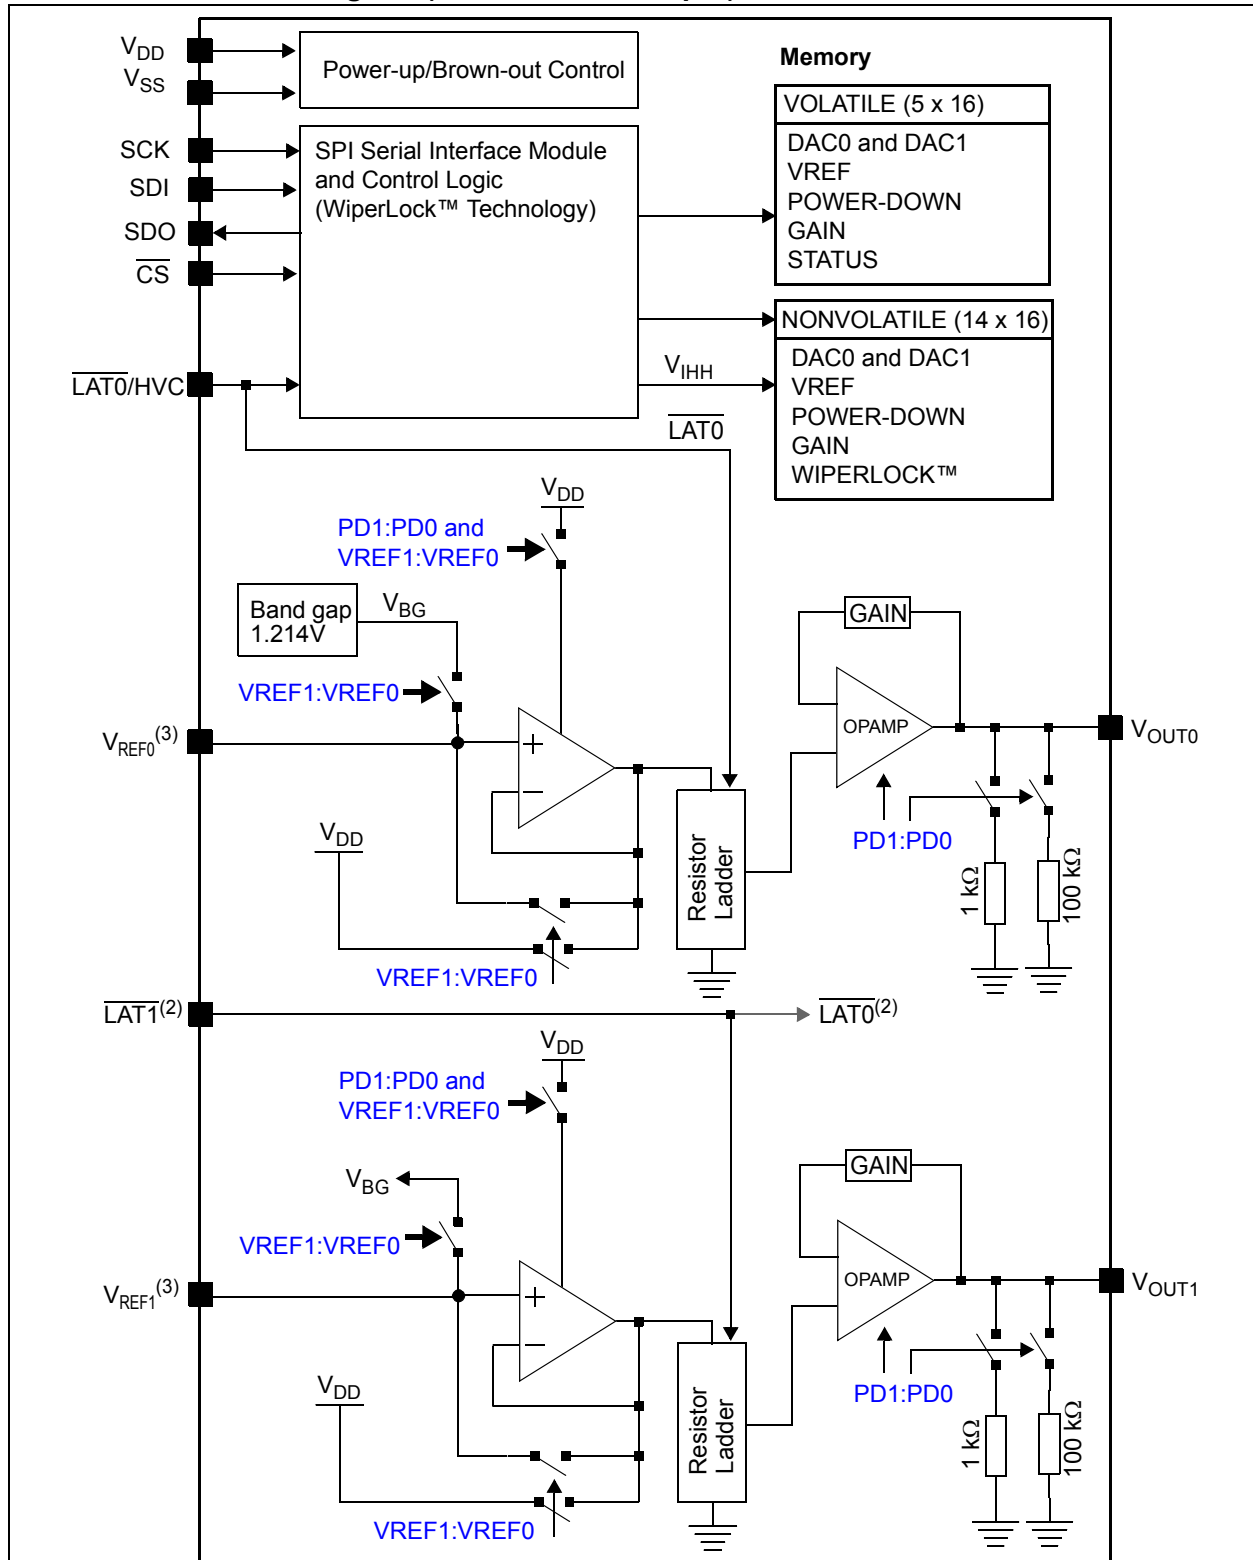 VDD
VSS
Power-up/Brown-out Control
SCK
SDI
SDO
CS
LAT0/HVC
SPI Serial Interface Module
and Control Logic
(WiperLock™ Technology)
Memory
VOLATILE (5 x 16)
DAC0 and DAC1
VREF
POWER-DOWN
GAIN
STATUS
NONVOLATILE (14 x 16)
DAC0 and DAC1
VREF
POWER-DOWN
GAIN
WIPERLOCK™
VIHH
LAT0
VDD
PD1:PD0 and
VREF1:VREF0
Band gap
1.214V
VBG
VREF1:VREF0
VREF0(3)
+
−
VDD
VREF1:VREF0
Resistor
Ladder
GAIN
OPAMP
PD1:PD0
1 kΩ
100 kΩ
VOUT0
LAT1(2)
LAT0(2)
VDD
PD1:PD0 and
VREF1:VREF0
VBG
VREF1:VREF0
VREF1(3)
+
−
VDD
VREF1:VREF0
Resistor
Ladder
GAIN
OPAMP
PD1:PD0
1 kΩ
100 kΩ
VOUT1